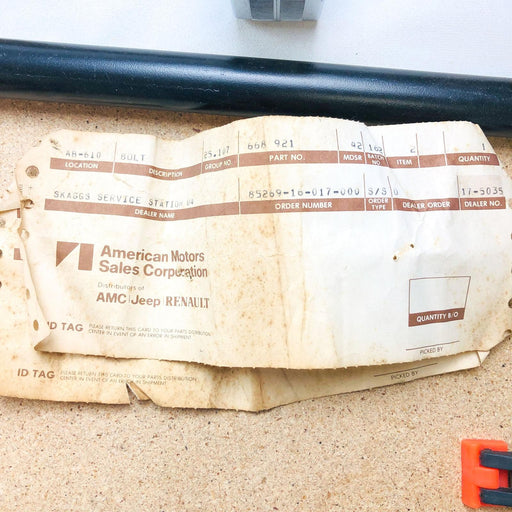 AB-610 BOLT 25.107 668 921 42 162 2 1
LOCATION DESCRIPTION GROUP NO. PART NO. MDSR BATCH NO ITEM QUANTITY
SKAGGS SERVICE STATION 85269-16-017-000 S/S 0 17-5035
DEALER NAME ORDER NUMBER ORDER TYPE DEALER ORDER DEALER NO.
American Motors
Sales Corporation
Distributors of
AMC Jeep RENAULT
QUANTITY B/O
ID TAG PLEASE RETURN THIS CARD TO YOUR PARTS DISTRIBUTION
CENTER IN EVENT OF AN ERROR IN SHIPMENT.
PICKED BY
ID TAG PLEASE RETURN THIS CARD TO YOUR PARTS DISTRIBUTION
CENTER IN EVENT OF AN ERROR IN SHIPMENT.
PICKED BY